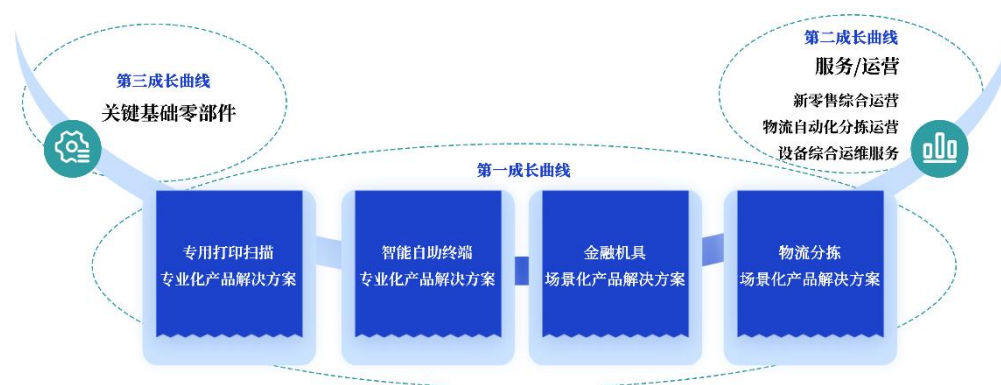 第三成长曲线
关键基础零部件
第二成长曲线
服务/运营
新零售综合运营
物流自动化分拣运营
设备综合运维服务
第一成长曲线
专用打印扫描
专业化产品解决方案
智能自助终端
专业化产品解决方案
金融机具
场景化产品解决方案
物流分拣
场景化产品解决方案